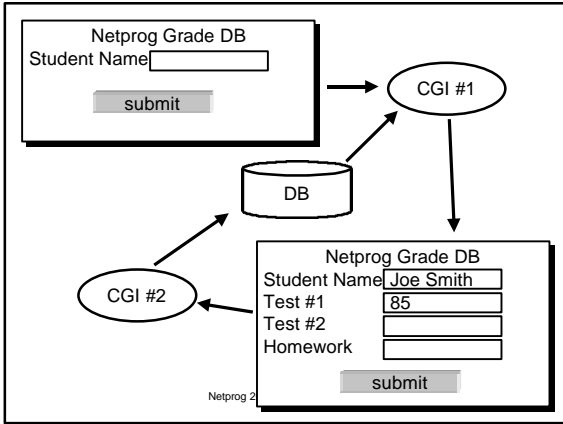 Netprog Grade DB
Student Name
submit
CGI #1
DB
CGI #2
Netprog Grade DB
Student Name Joe Smith
Test #1 85
Test #2
Homework
submit
Netprog 2